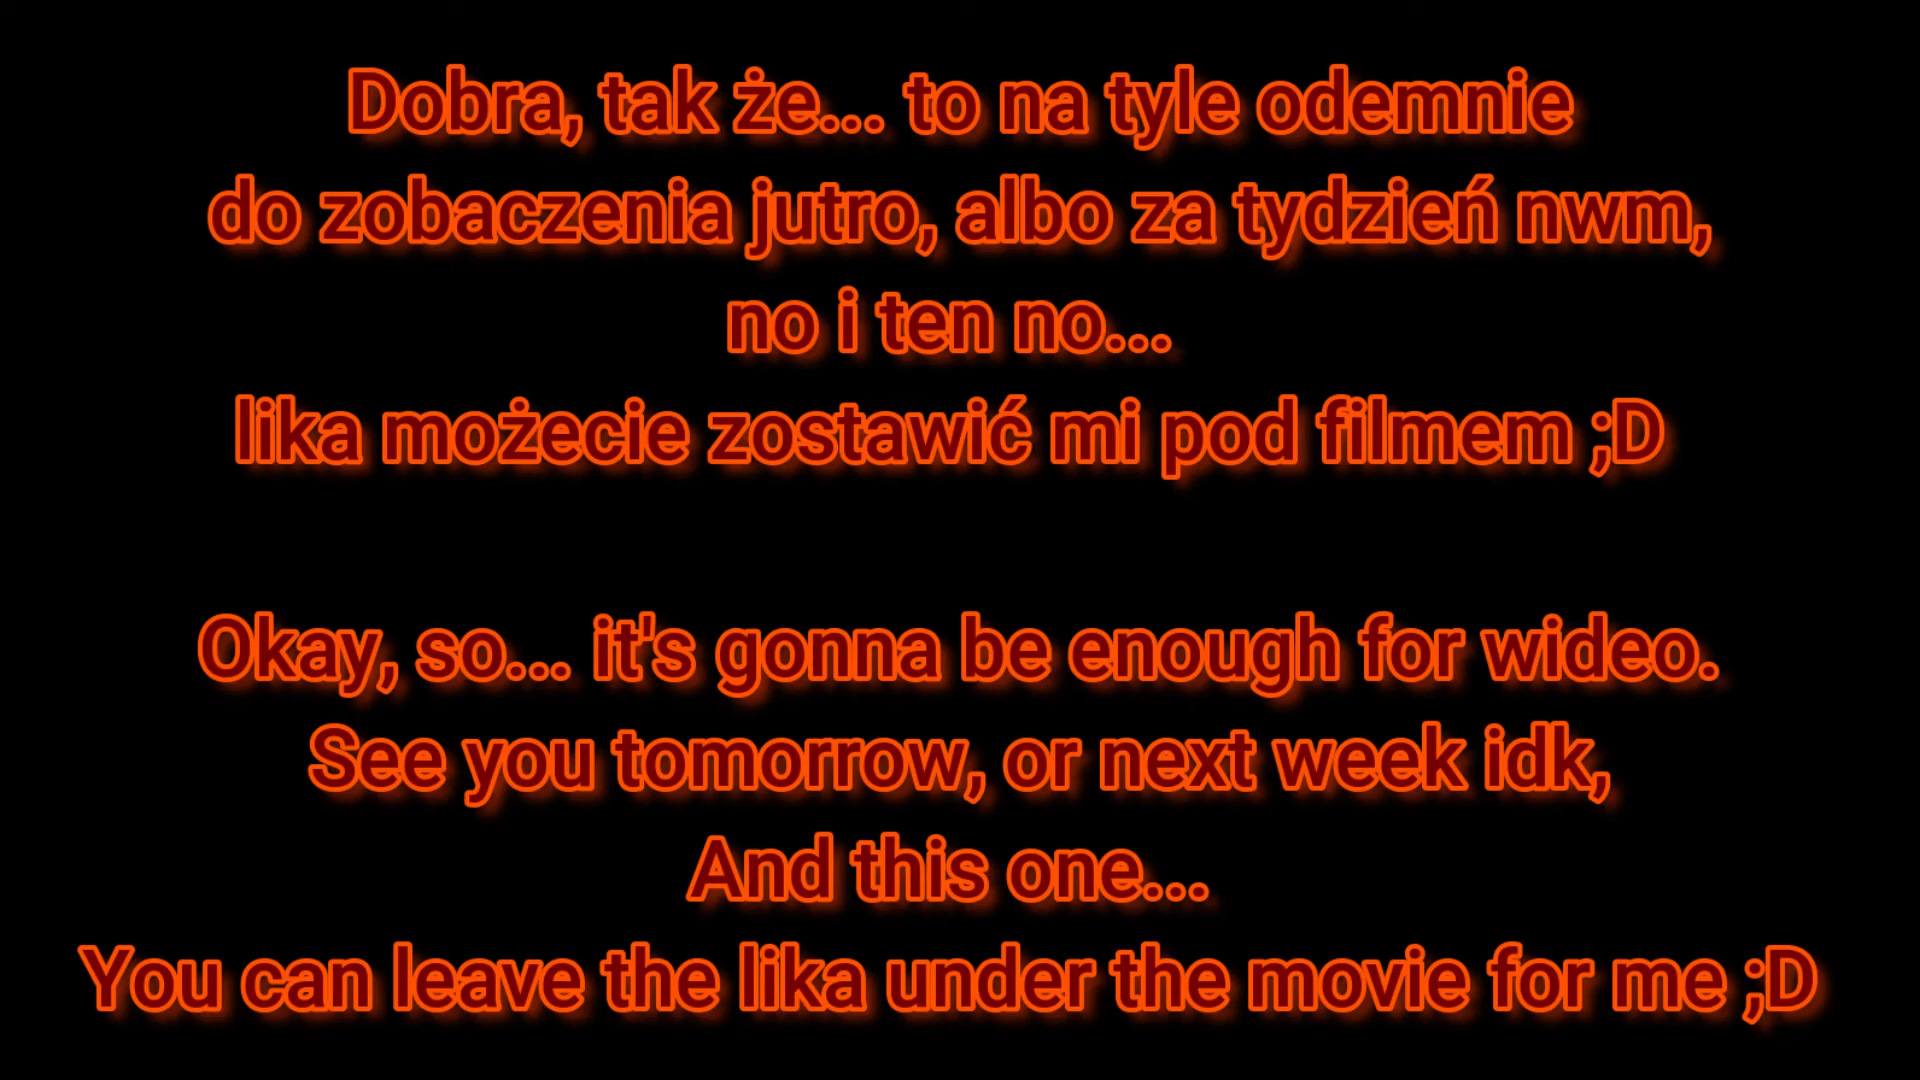 Dobra, tak że... to na tyle odemnie
do zobaczenia jutro, albo za tydzień nwm,
no i ten no...
lika możecie zostawić mi pod filmem ;D
Okay, so... it's gonna be enough for wideo.
See you tomorrow, or next week idk,
And this one...
You can leave the lika under the movie for me ;D